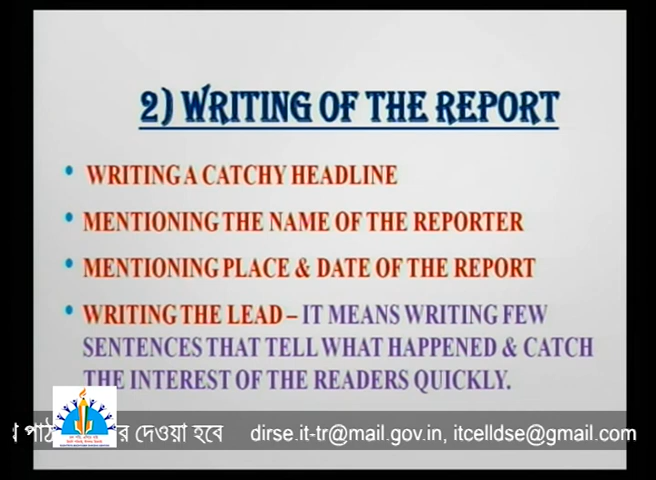 2) WRITING OF THE REPORT
• WRITING A CATCHY HEADLINE
• MENTIONING THE NAME OF THE REPORTER
• MENTIONING PLACE & DATE OF THE REPORT
• WRITING THE LEAD – IT MEANS WRITING FEW
SENTENCES THAT TELL WHAT HAPPENED & CATCH
THE INTEREST OF THE READERS QUICKLY.
দেওয়া হবে dirse.it-tr@mail.gov.in, itcelldse@gmail.com